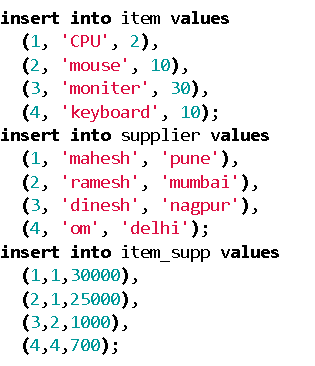 insert into item values
(1, 'CPU', 2),
(2, 'mouse', 10),
(3, 'moniter', 30),
(4, 'keyboard', 10);
insert into supplier values
(1, 'mahesh', 'pune'),
(2, 'ramesh', 'mumbai'),
(3, 'dinesh', 'nagpur'),
(4, 'om', 'delhi');
insert into item_supp values
(1,1,30000),
(2,1,25000),
(3,2,1000),
(4,4,700);